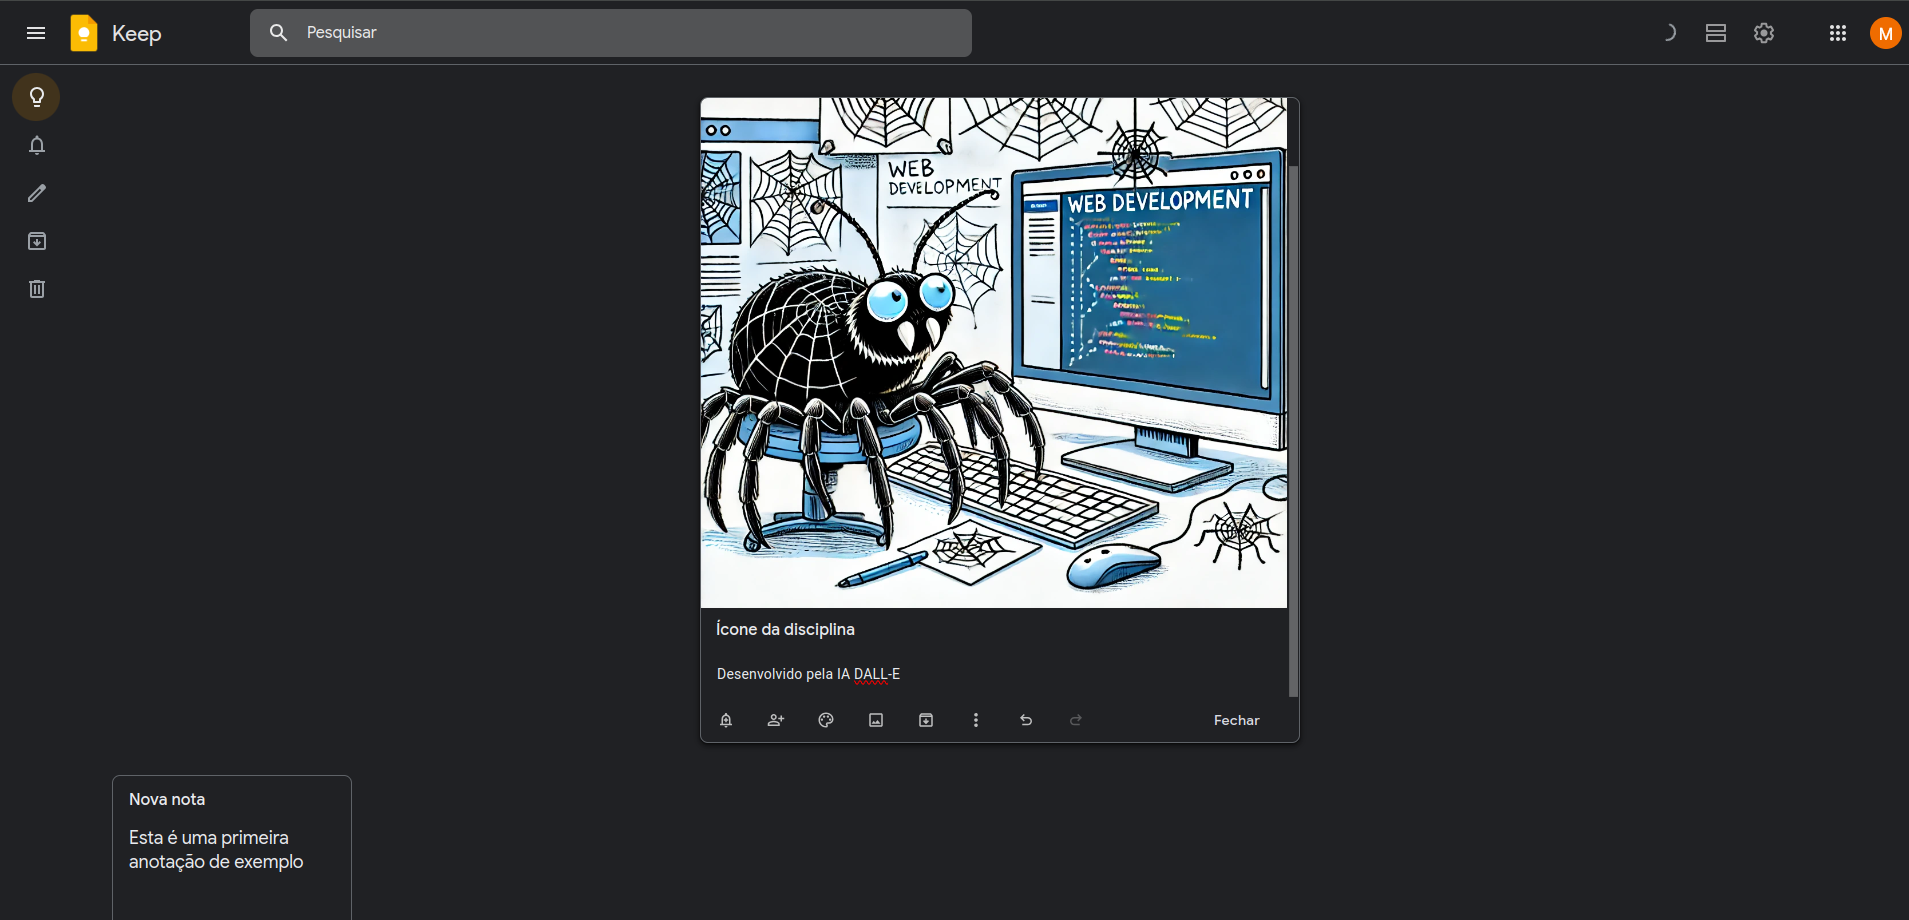 Keep
Pesquisar
M
WEB
DEVELOPMENT
WEB DEVELOPMENT
Ícone da disciplina
Desenvolvido pela IA DALL-E
Fechar
Nova nota
Esta é uma primeira
anotação de exemplo